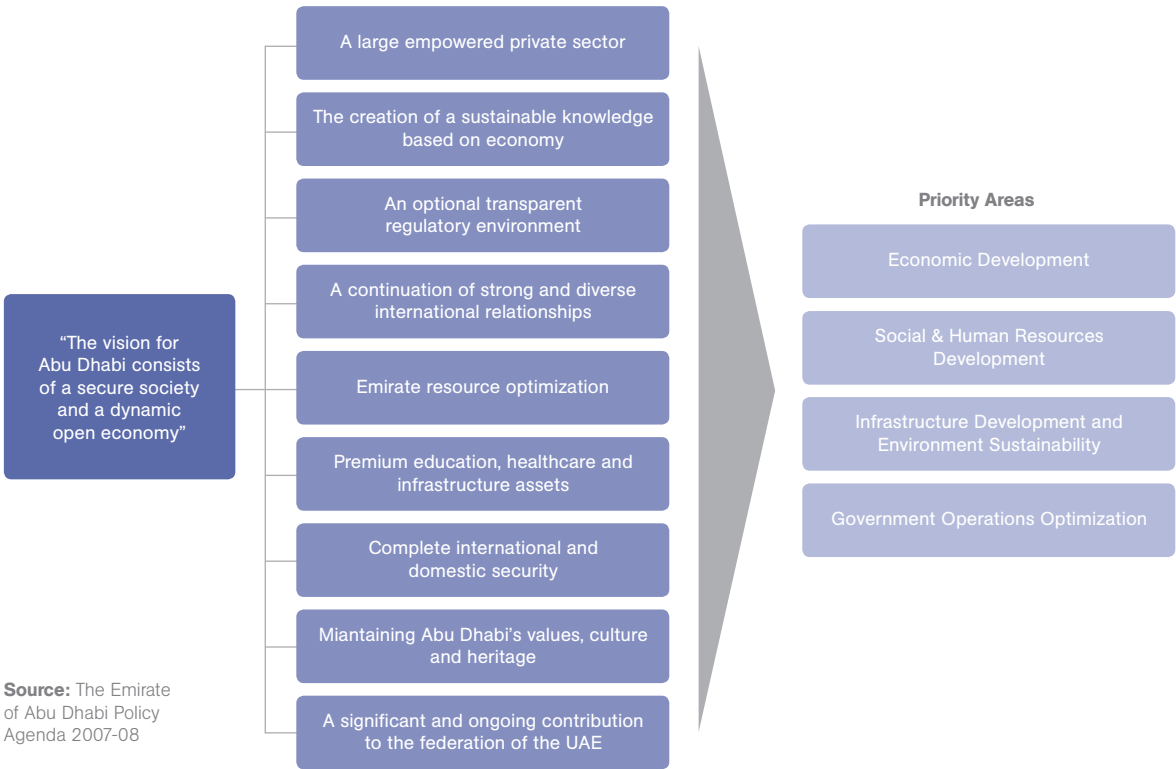 “The vision for
Abu Dhabi consists
of a secure society
and a dynamic
open economy”
A large empowered private sector
The creation of a sustainable knowledge
based on economy
An optional transparent
regulatory environment
A continuation of strong and diverse
international relationships
Emirate resource optimization
Premium education, healthcare and
infrastructure assets
Complete international and
domestic security
Miantaining Abu Dhabi’s values, culture
and heritage
A significant and ongoing contribution
to the federation of the UAE
Priority Areas
Economic Development
Social & Human Resources
Development
Infrastructure Development and
Environment Sustainability
Government Operations Optimization
Source: The Emirate
of Abu Dhabi Policy
Agenda 2007-08